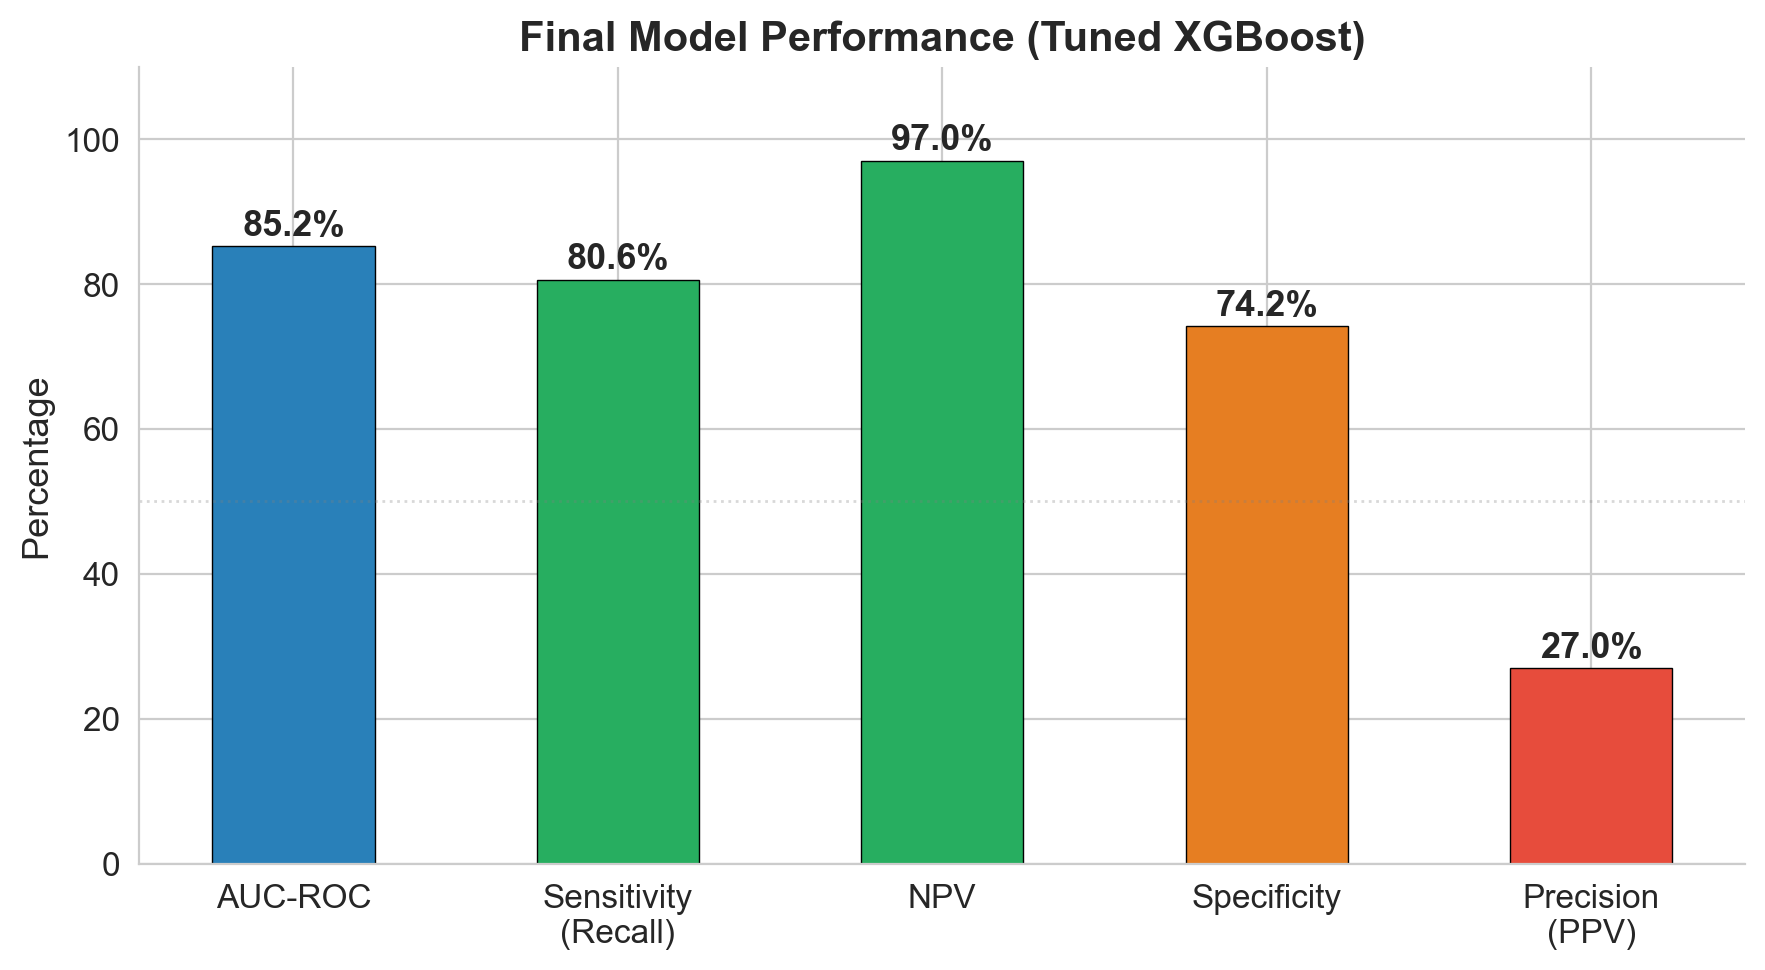 Final Model Performance (Tuned XGBoost)
Percentage
100
80
60
40
20
0
85.2%
80.6%
97.0%
74.2%
27.0%
AUC-ROC
Sensitivity
(Recall)
NPV
Specificity
Precision
(PPV)